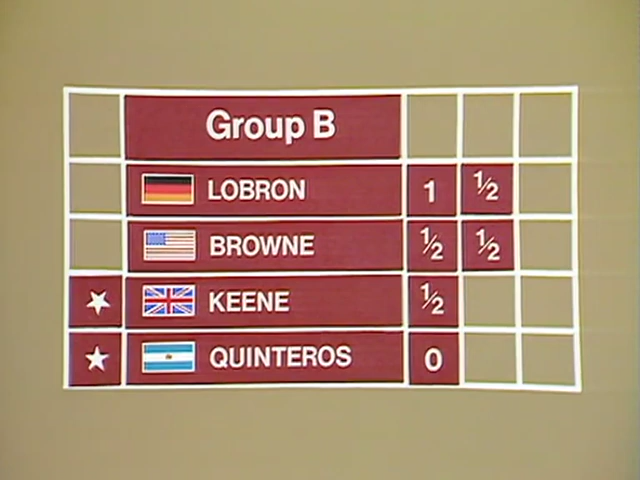 Group B
LOBRON 1 ½
BROWNE ½ ½
KEENE ½
QUINTEROS 0